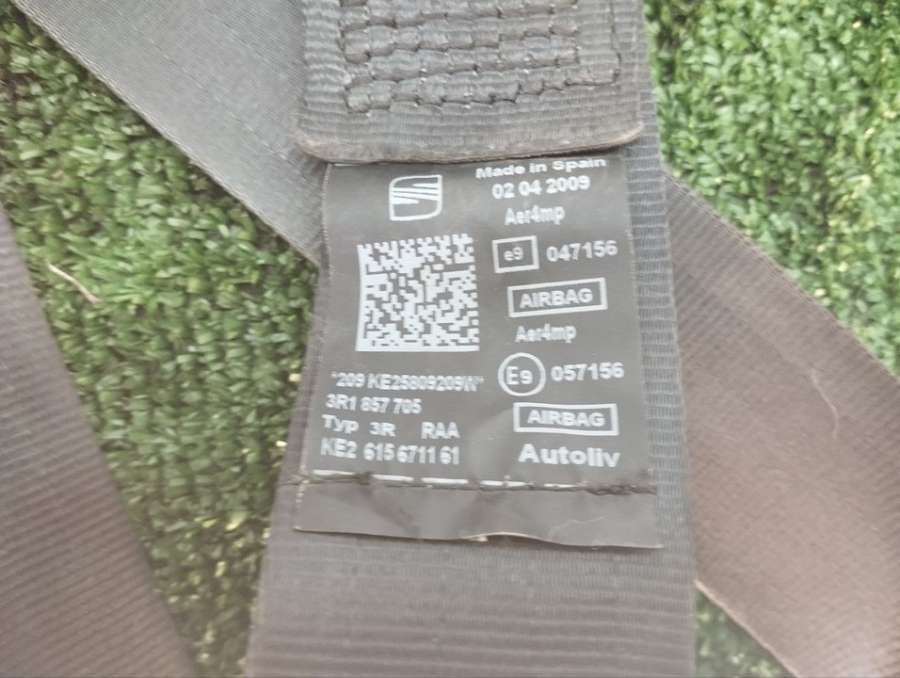 Made in Spain
02 04 2009
Aer4mp
e9 047156
AIRBAG
Aer4mp
E9 057156
AIRBAG
Autoliv
*209 KE25809209W*
3R1 857 705
Typ 3R RAA
KE2 615 6711 61